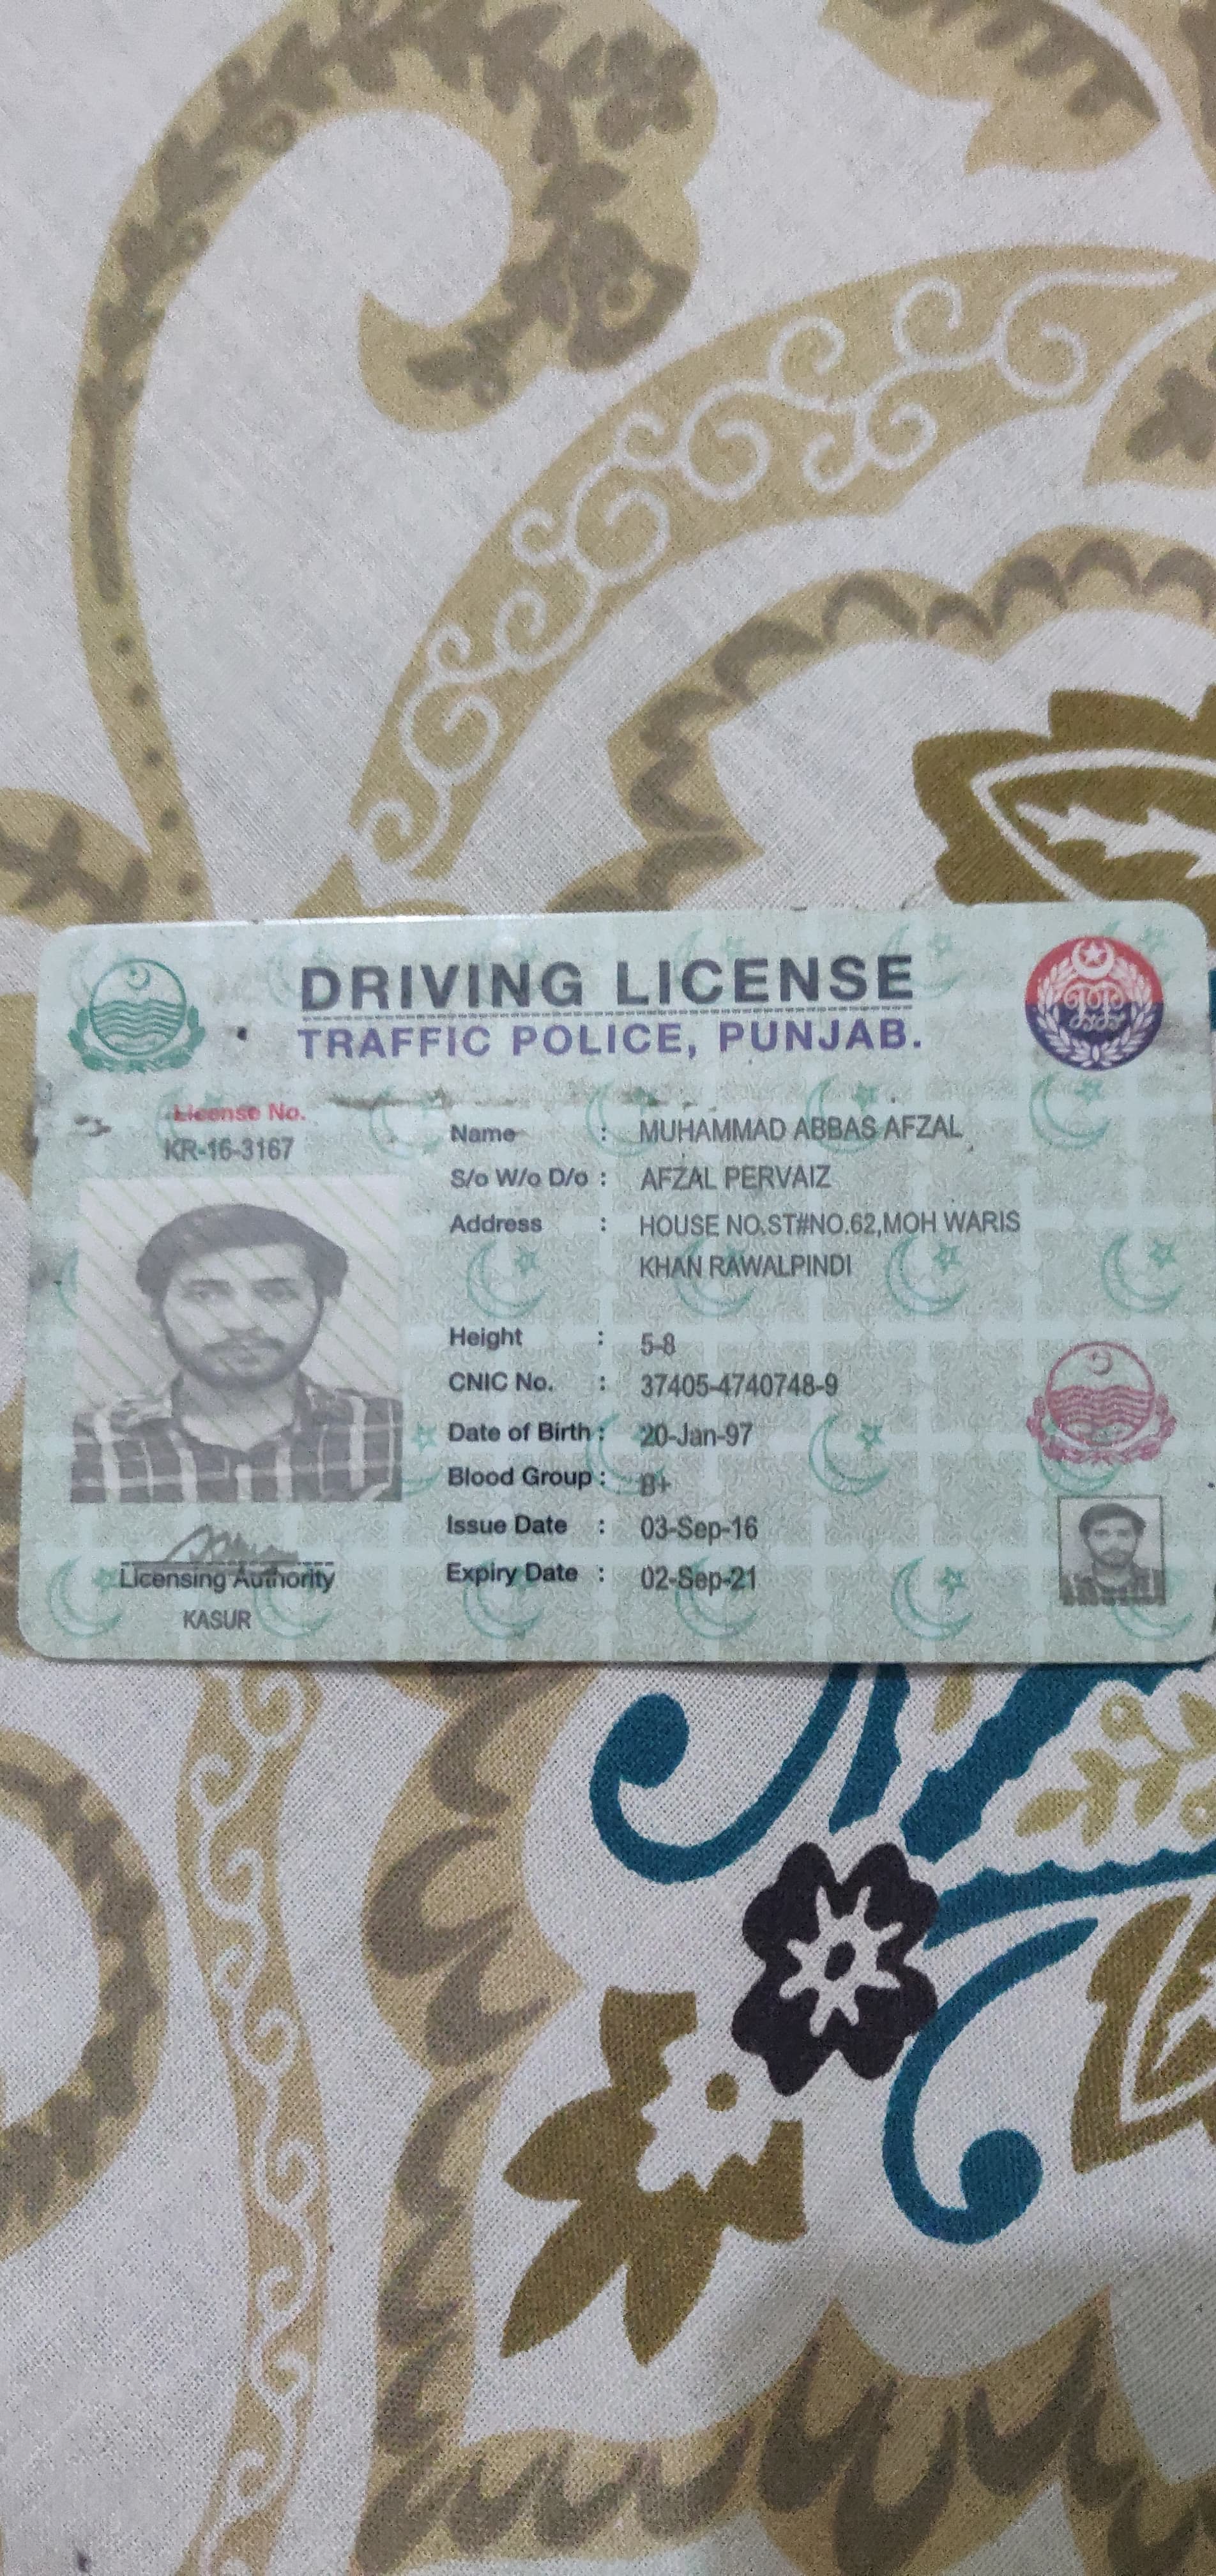 DRIVING LICENSE
TRAFFIC POLICE, PUNJAB.
License No.
KR-16-3167
Name : MUHAMMAD ABBAS AFZAL
S/o W/o D/o : AFZAL PERVAIZ
Address : HOUSE NO.ST#NO.62,MOH WARIS
KHAN RAWALPINDI
Height : 5-8
CNIC No. : 37405-4740748-9
Date of Birth : 20-Jan-97
Blood Group : B+
Issue Date : 03-Sep-16
Expiry Date : 02-Sep-21
Licensing Authority
KASUR